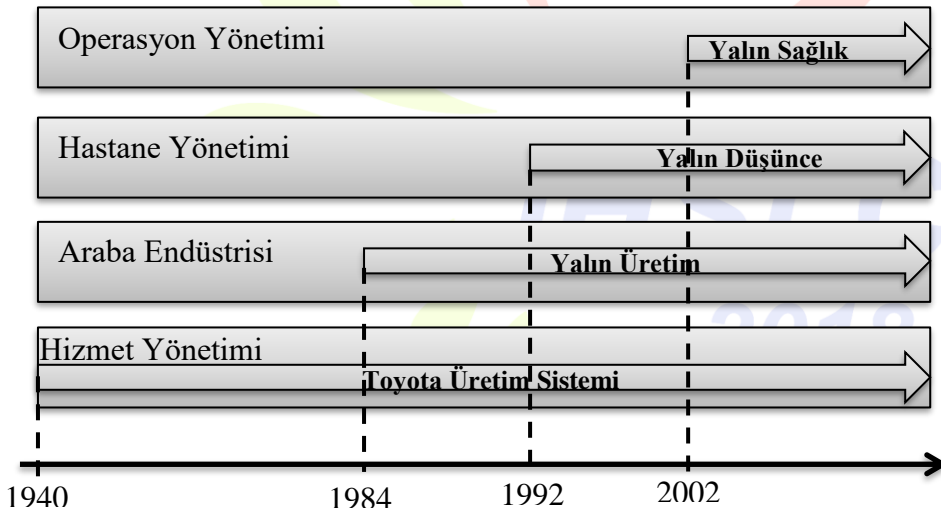 Operasyon Yönetimi
Yalın Sağlık
Hastane Yönetimi
Yalın Düşünce
Araba Endüstrisi
Yalın Üretim
Hizmet Yönetimi
Toyota Üretim Sistemi
1940 1984 1992 2002
2018